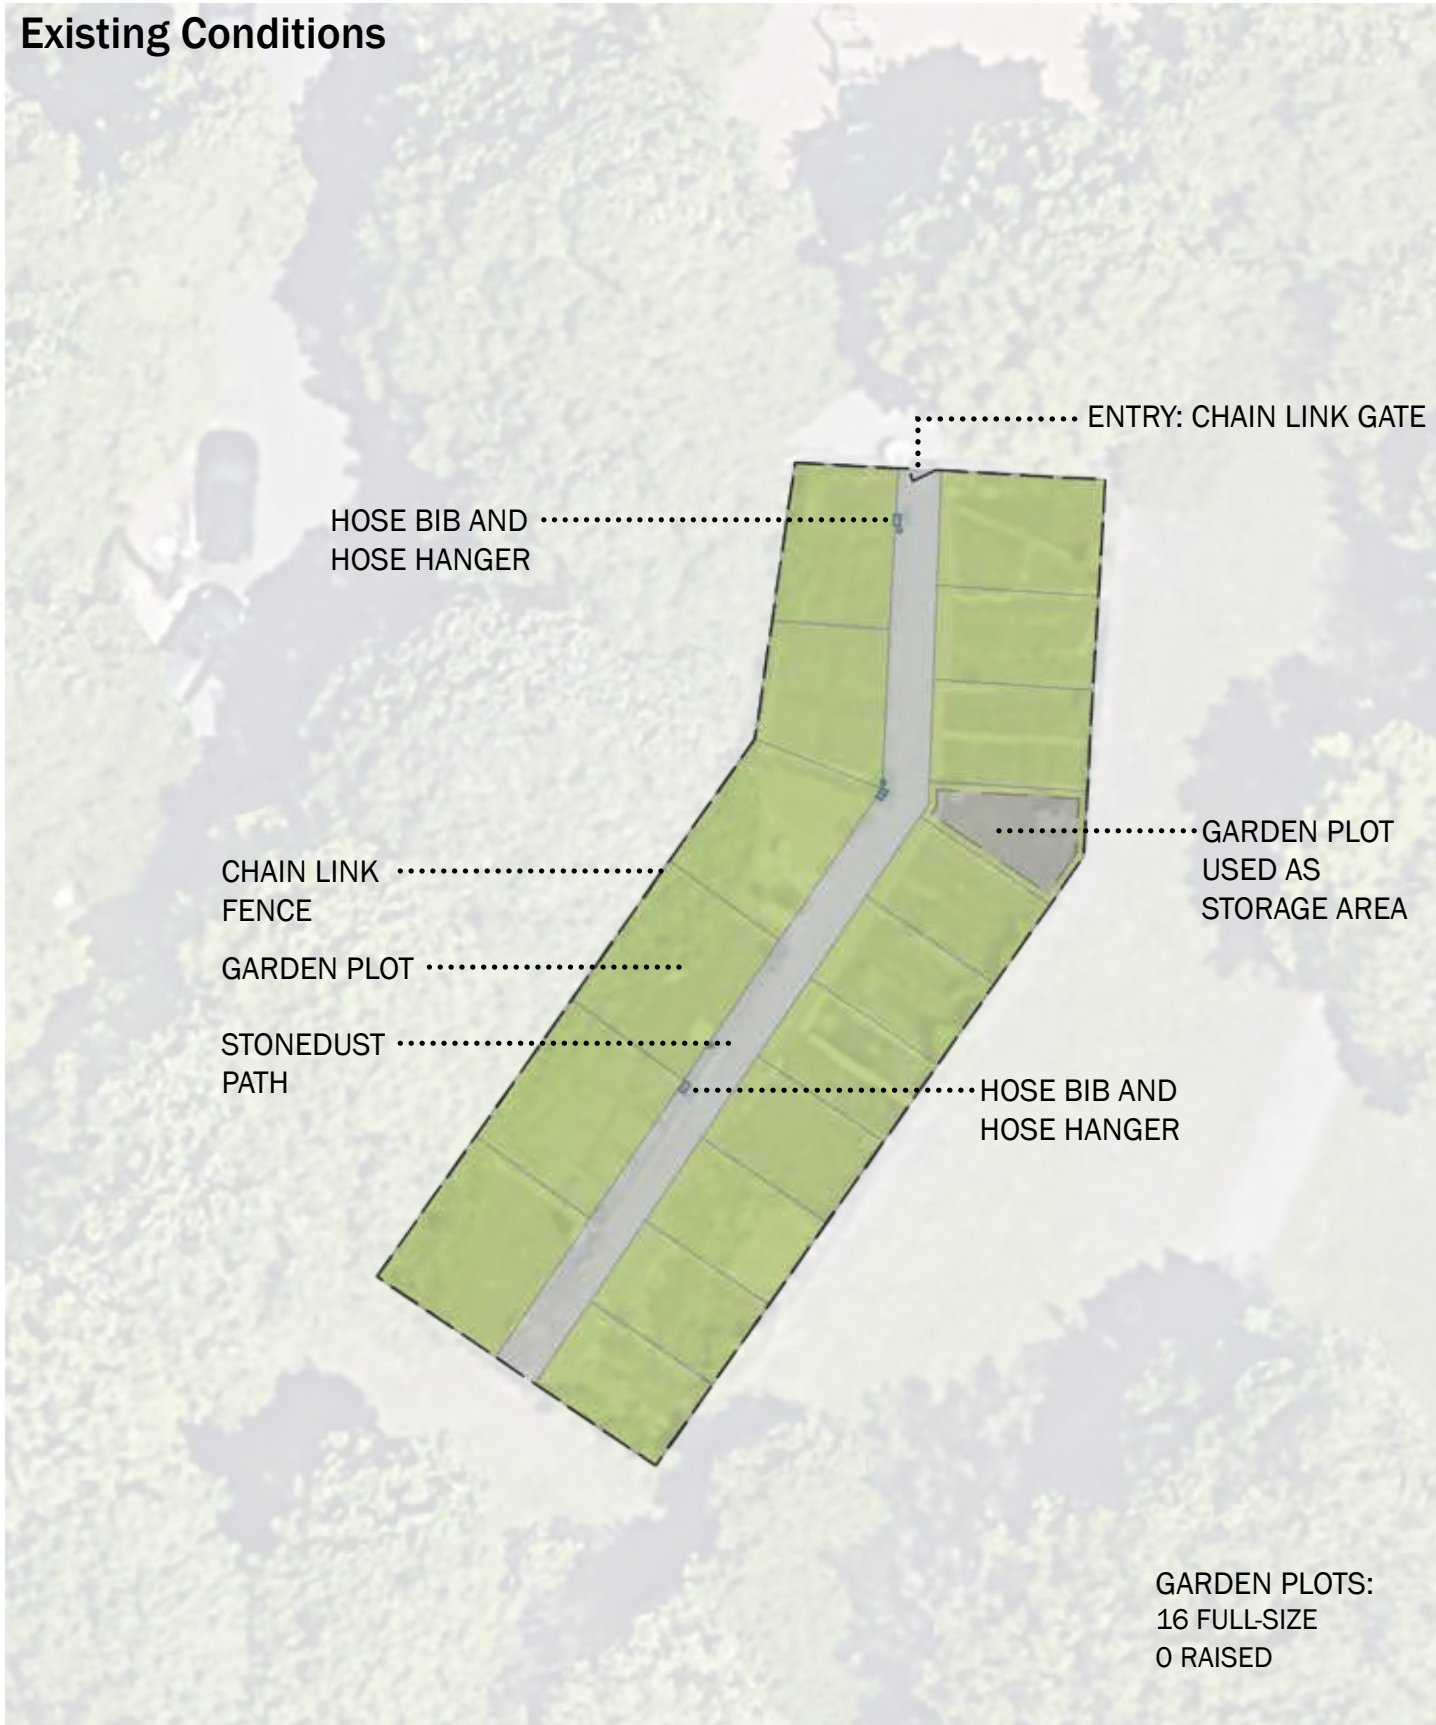 Existing Conditions
ENTRY: CHAIN LINK GATE
HOSE BIB AND
HOSE HANGER
GARDEN PLOT
USED AS
STORAGE AREA
CHAIN LINK
FENCE
GARDEN PLOT
STONEDUST
PATH
HOSE BIB AND
HOSE HANGER
GARDEN PLOTS:
16 FULL-SIZE
0 RAISED